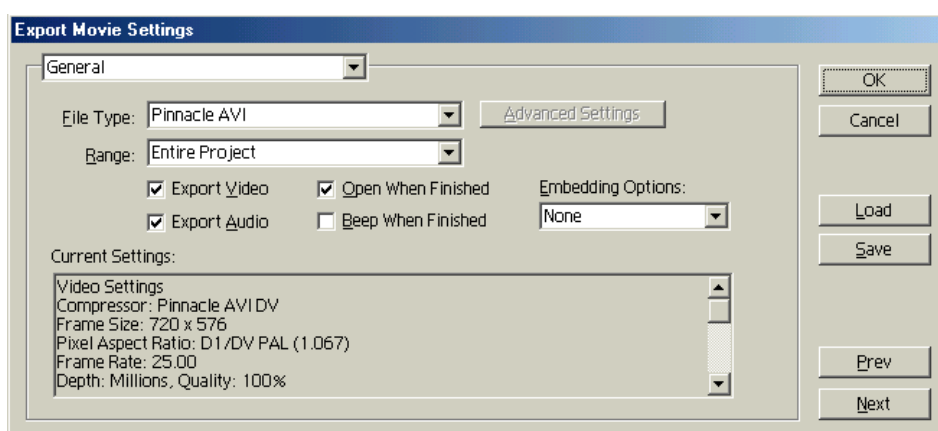 Export Movie Settings
General
OK
File Type: Pinnacle AVI Advanced Settings
Cancel
Range: Entire Project
Export Video Open When Finished Embedding Options:
Export Audio Beep When Finished None
Load
Save
Current Settings:
Video Settings
Compressor: Pinnacle AVI DV
Frame Size: 720 x 576
Pixel Aspect Ratio: D1/DV PAL (1.067)
Frame Rate: 25.00
Depth: Millions, Quality: 100%
Prev
Next